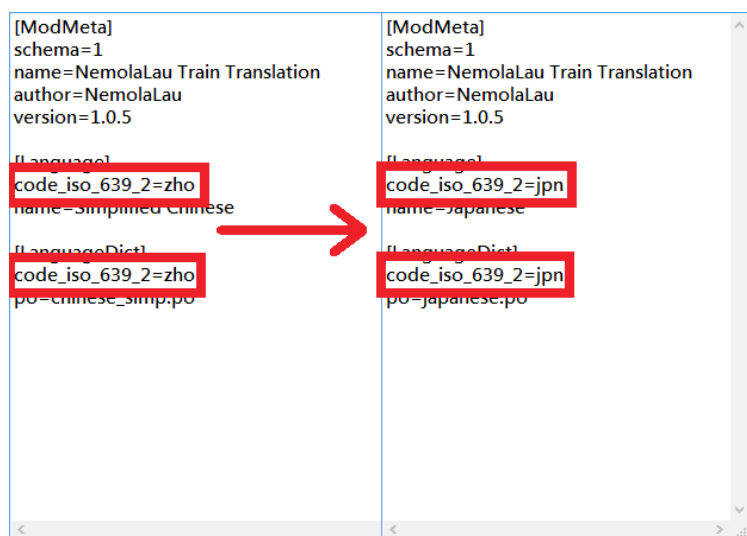 [ModMeta]
schema=1
name=NemolaLau Train Translation
author=NemolaLau
version=1.0.5
[Language]
code_iso_639_2=zho
name=Simplified Chinese
[LanguageDict]
code_iso_639_2=zho
po=chinese_simp.po
[ModMeta]
schema=1
name=NemolaLau Train Translation
author=NemolaLau
version=1.0.5
[Language]
code_iso_639_2=jpn
name=Japanese
[LanguageDict]
code_iso_639_2=jpn
po=japanese.po